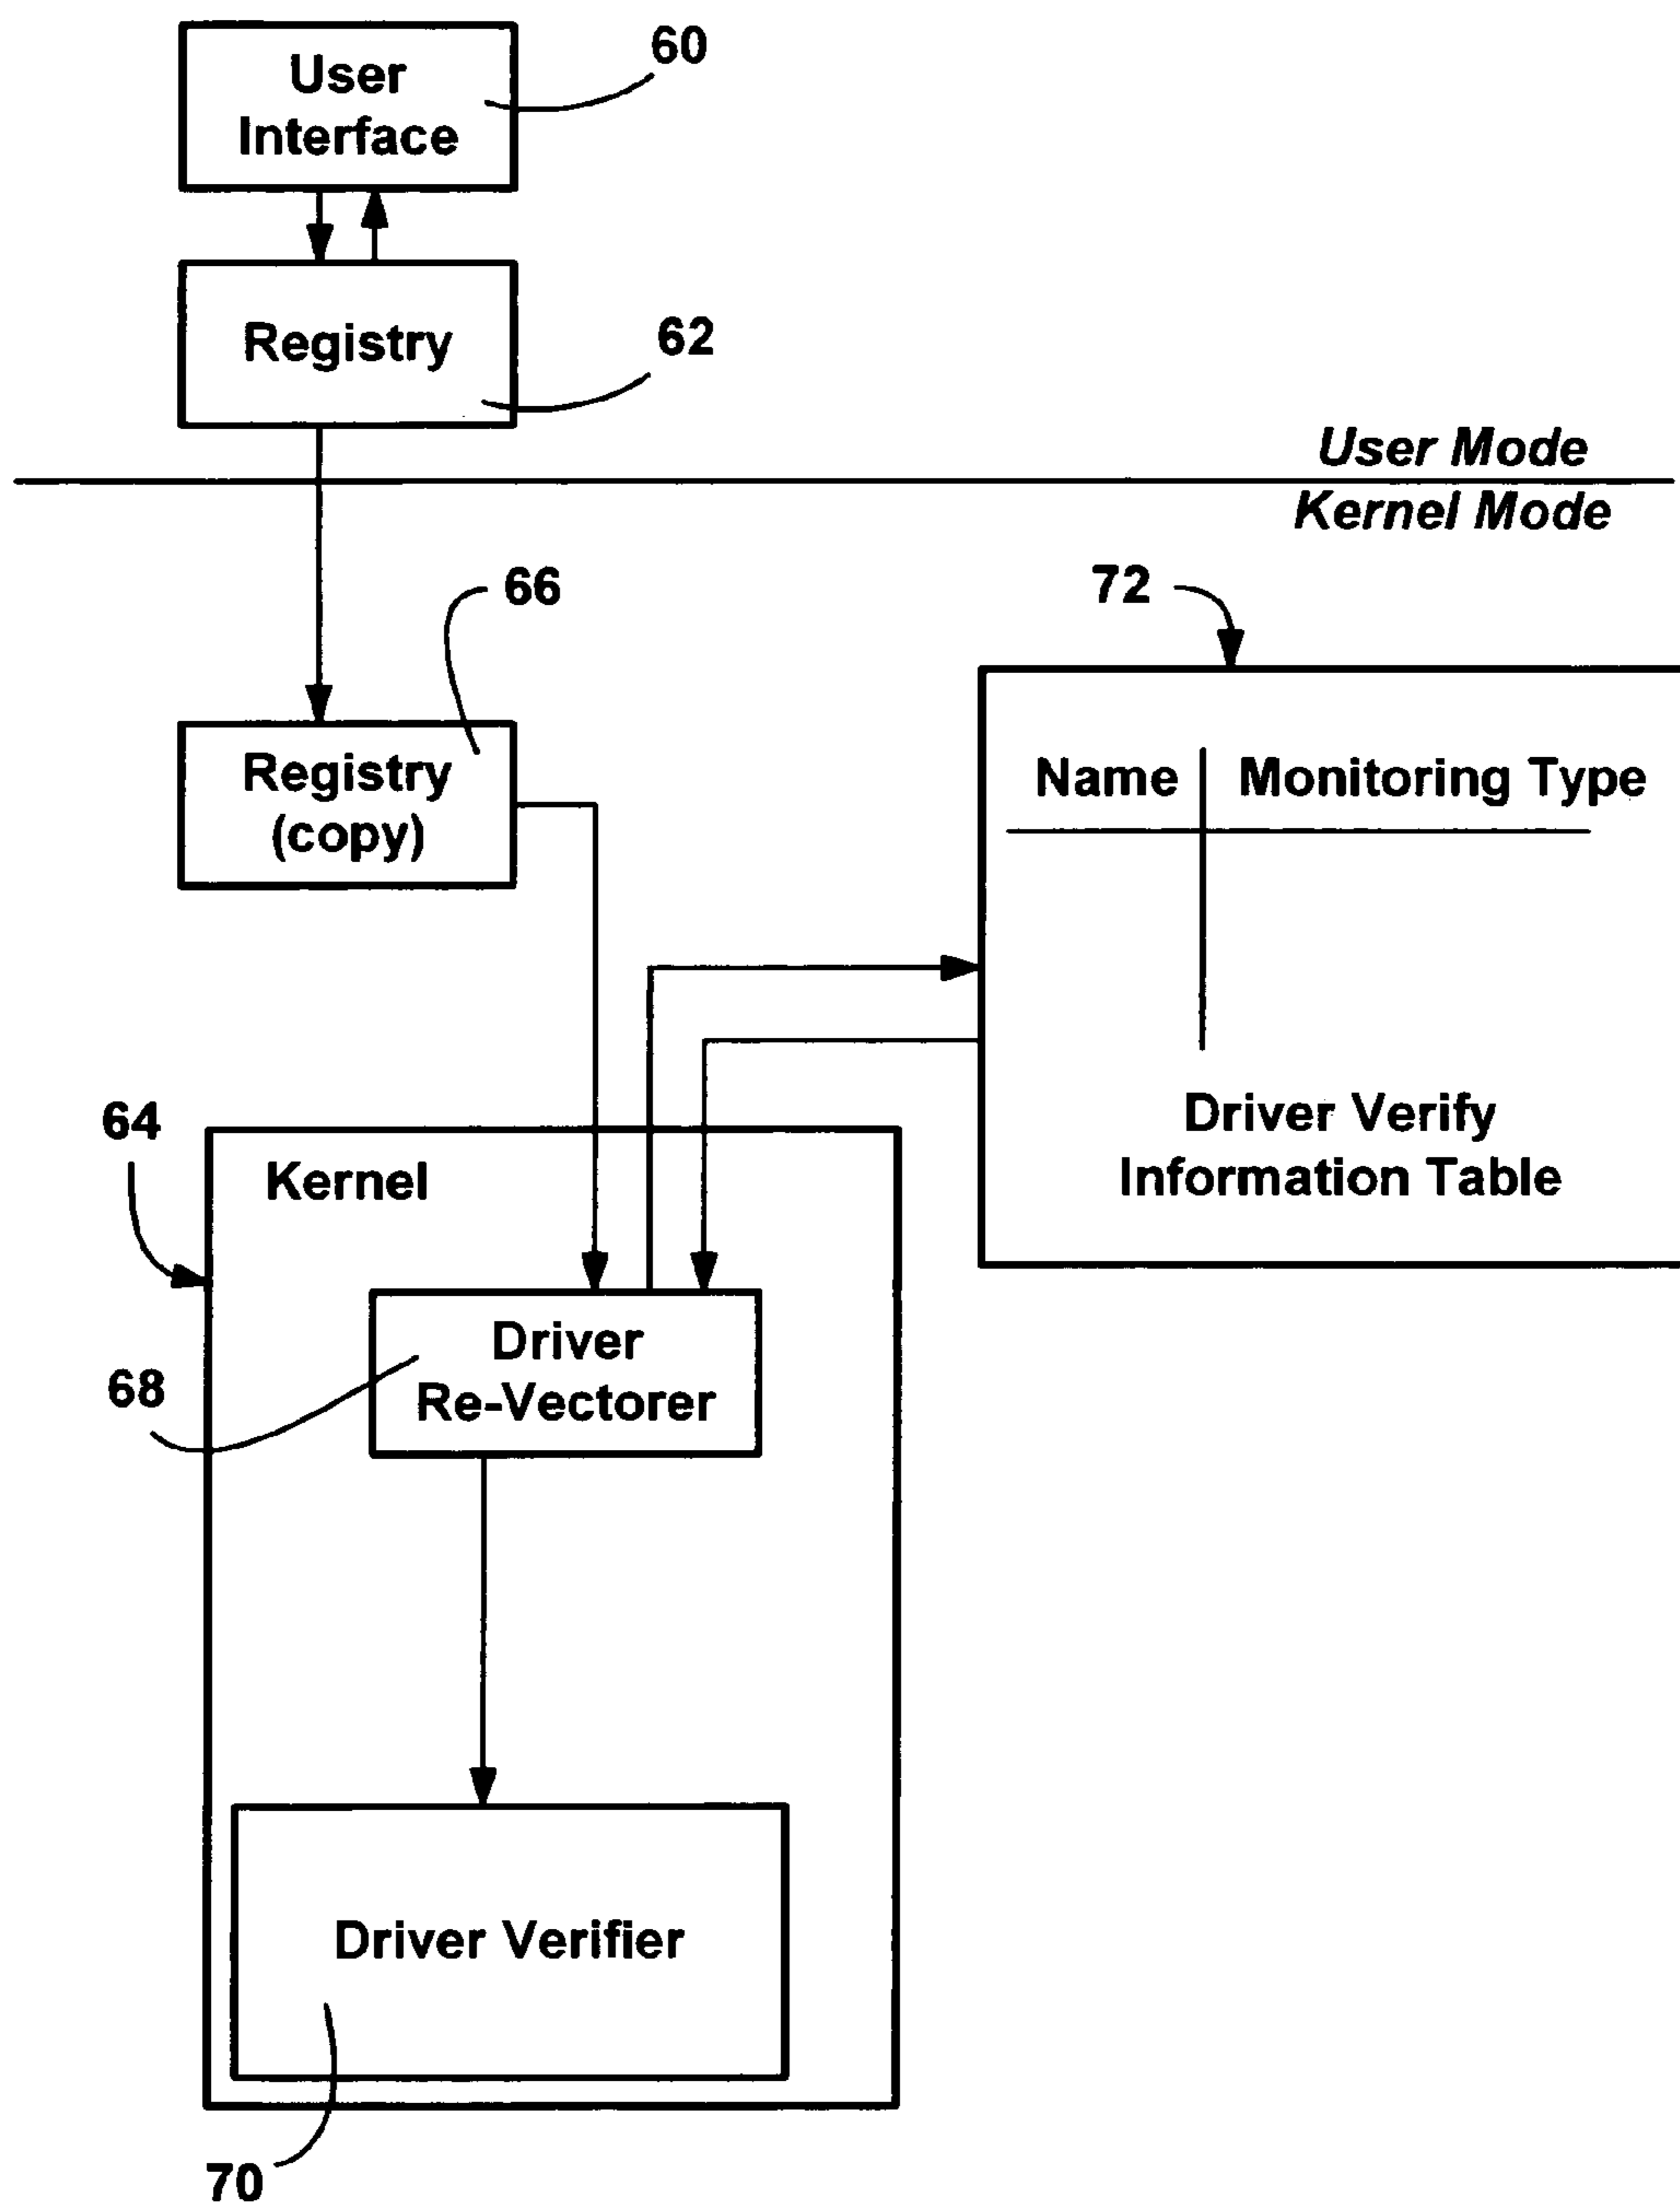 60
User
Interface
62
Registry
User Mode
Kernel Mode
66
72
Registry
(copy)
Name
Monitoring Type
Driver Verify
Information Table
64
Kernel
68
Driver
Re-Vectorer
Driver Verifier
70